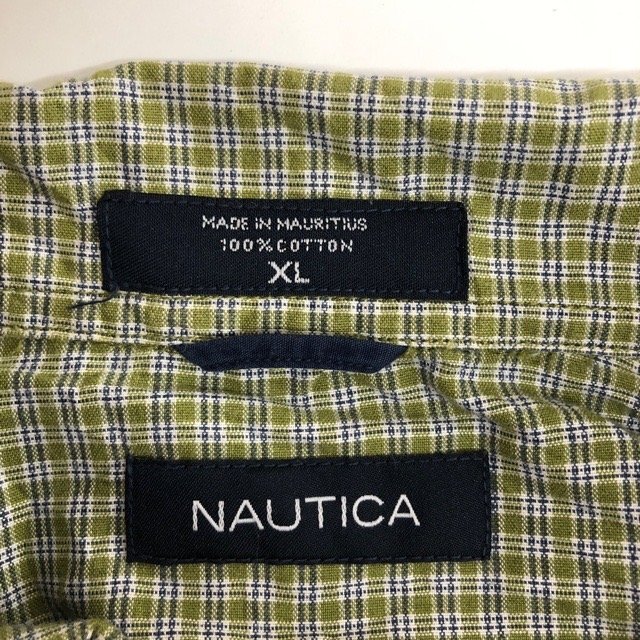 MADE IN MAURITIUS
100% COTTON
XL
NAUTICA